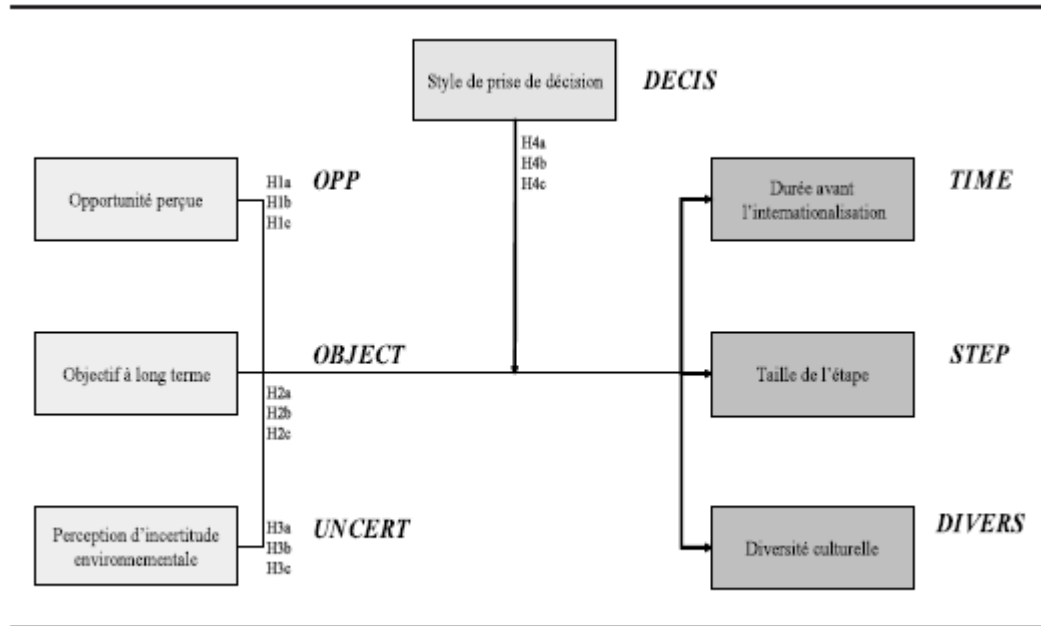 Style de prise de décision
DECIS
H4a
H4b
H4c
Opportunité perçue
H1a
H1b
H1c
OPP
Durée avant
l'internationalisation
TIME
Objectif à long terme
OBJECT
H2a
H2b
H2c
Taille de l'étape
STEP
Perception d'incertitude
environnementale
H3a
H3b
H3c
UNCERT
Diversité culturelle
DIVERS